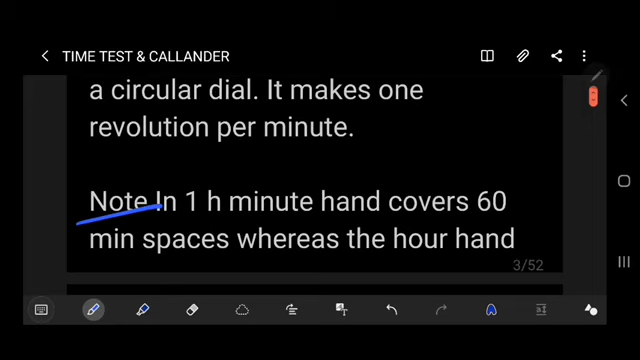 TIME TEST & CALLANDER
a circular dial. It makes one
revolution per minute.
Note In 1 h minute hand covers 60
min spaces whereas the hour hand
3/52